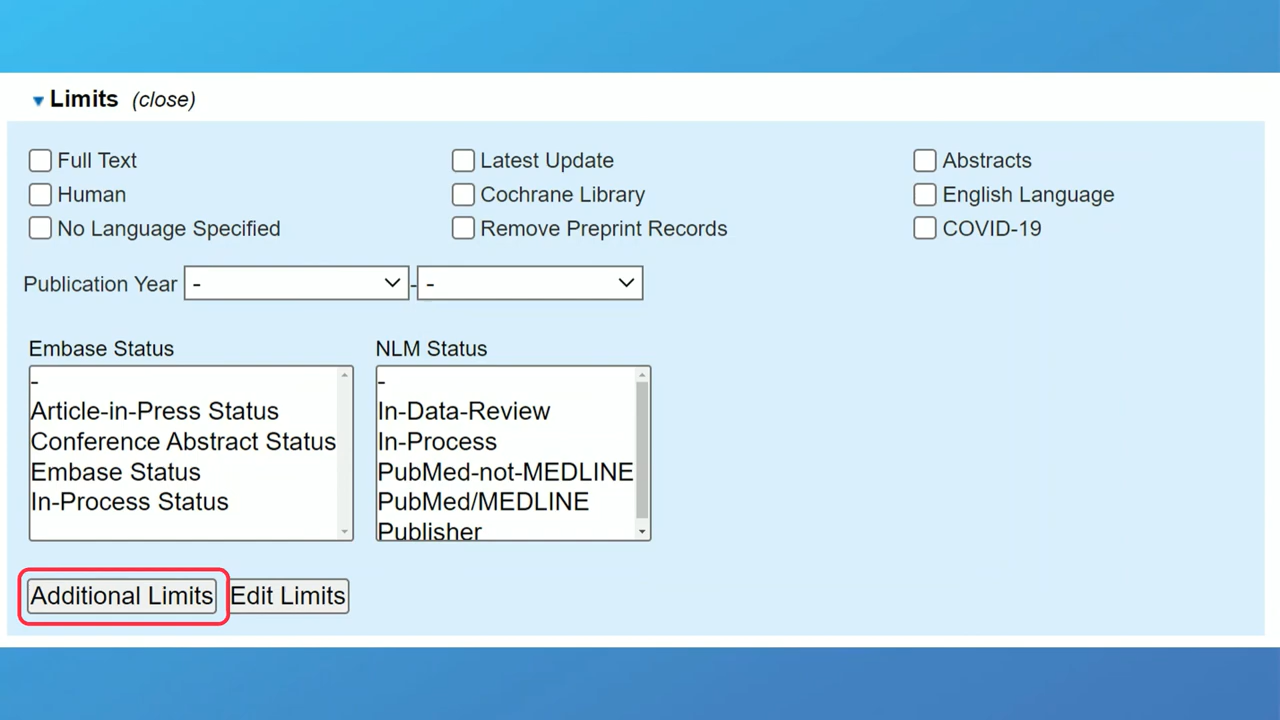 Limits (close)
Full Text
Latest Update
Abstracts
Human
Cochrane Library
English Language
No Language Specified
Remove Preprint Records
COVID-19
Publication Year - - -
Embase Status
-
Article-in-Press Status
Conference Abstract Status
Embase Status
In-Process Status
NLM Status
-
In-Data-Review
In-Process
PubMed-not-MEDLINE
PubMed/MEDLINE
Publisher
Additional Limits
Edit Limits